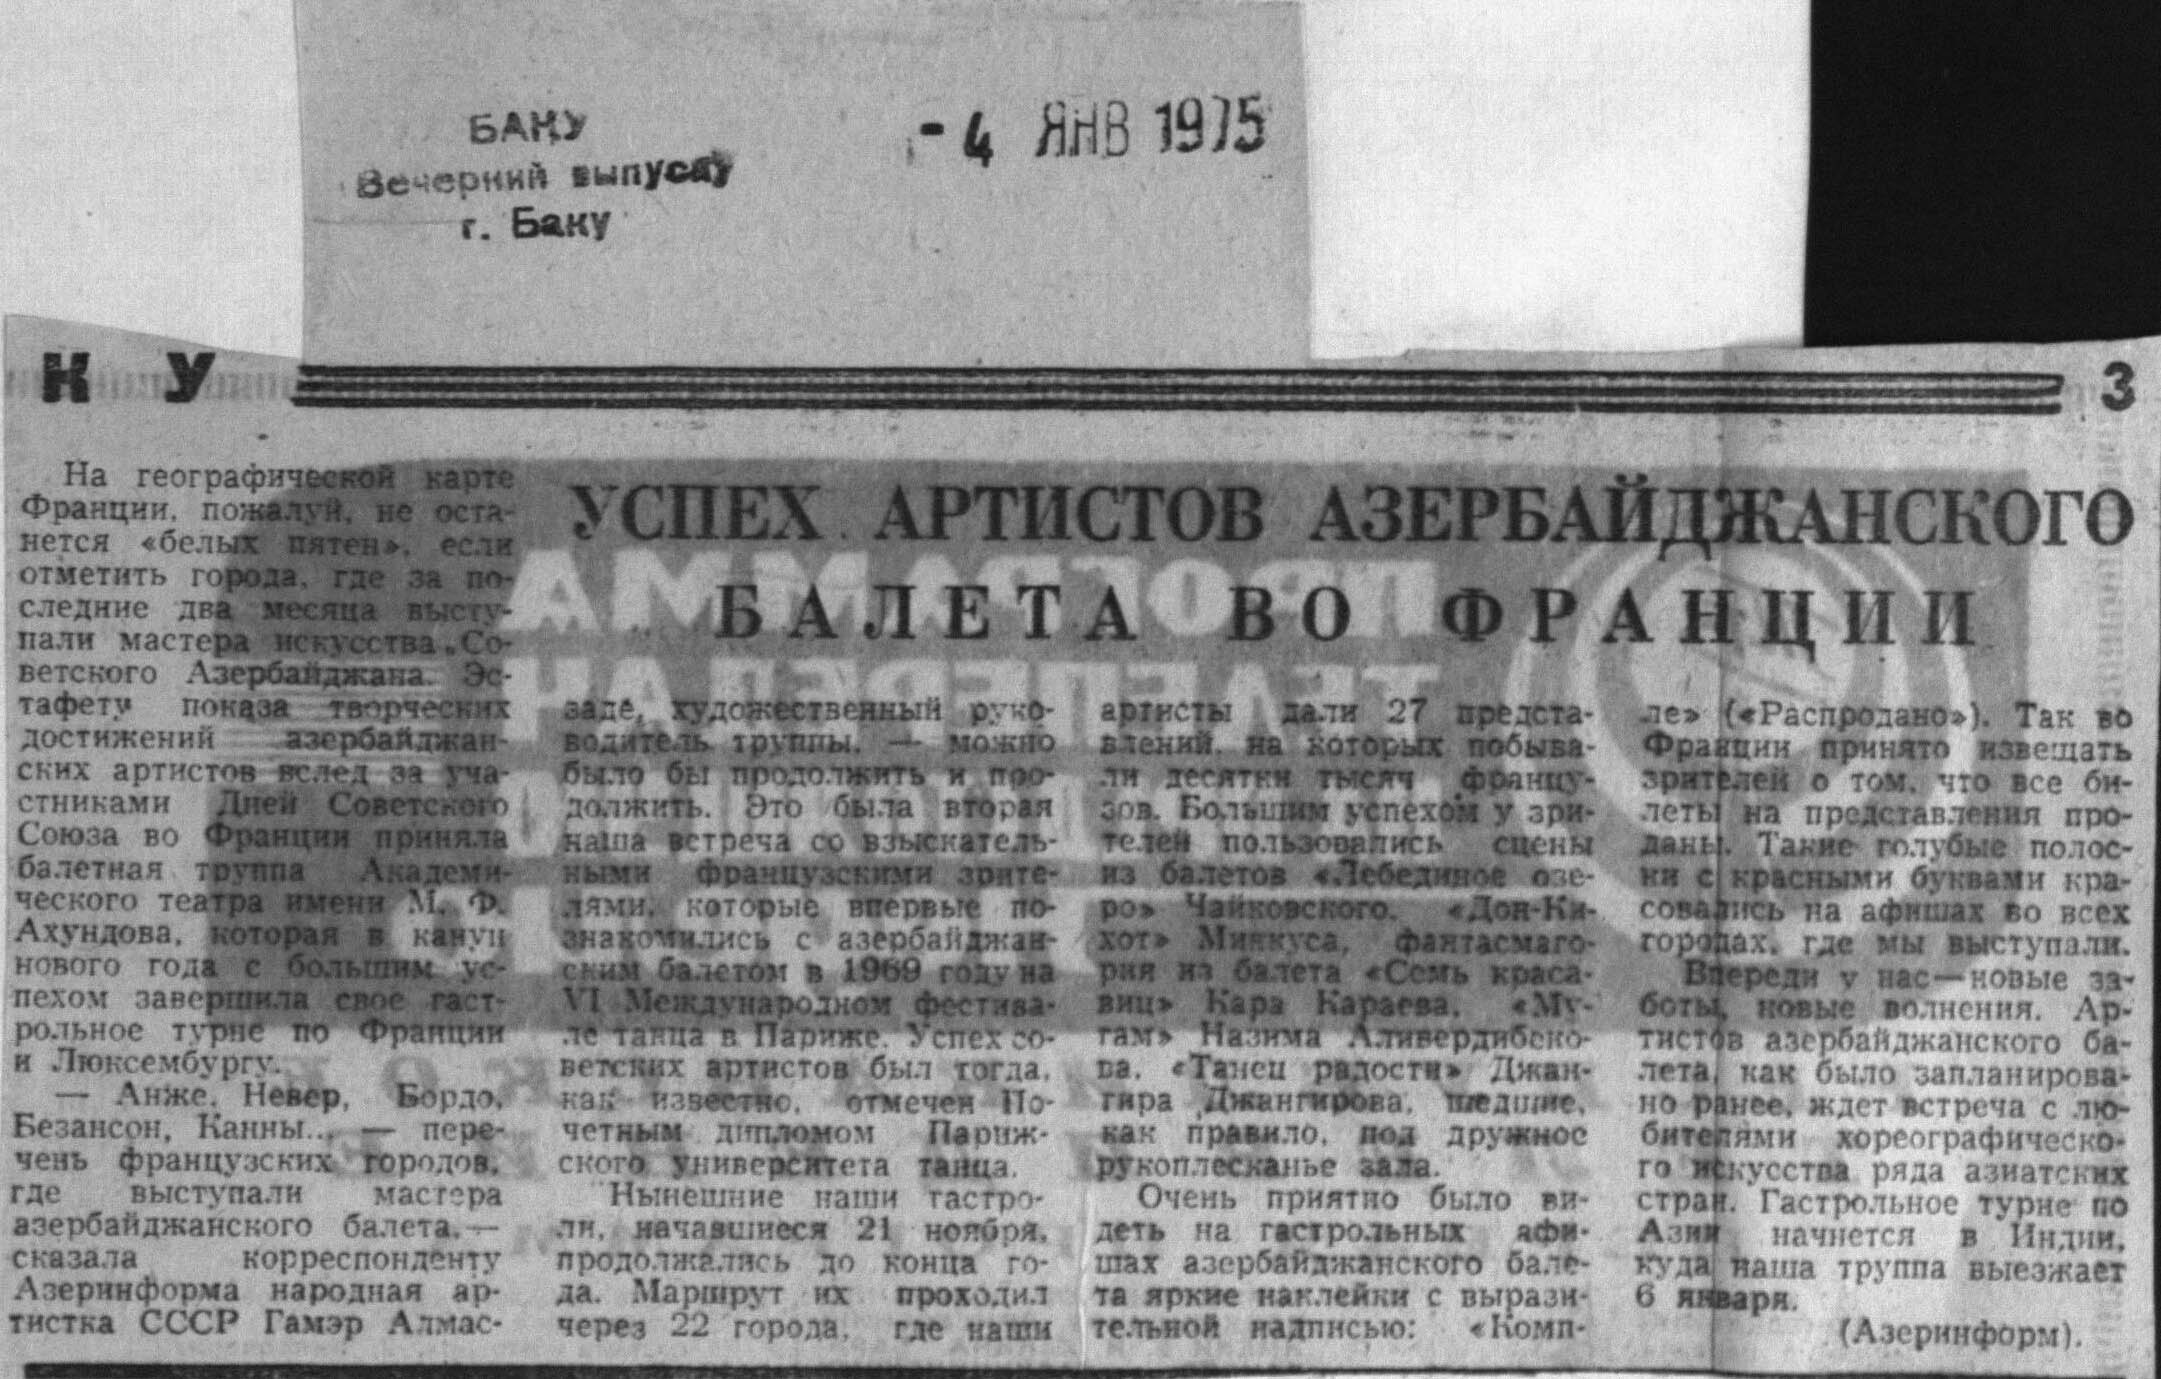 БАКУ
Вечерний выпуск
г. Баку
- 4 ЯНВ 1975
К У
3
УСПЕХ АРТИСТОВ АЗЕРБАЙДЖАНСКОГО
БАЛЕТА ВО ФРАНЦИИ
На географической карте
Франции, пожалуй, не оста-
нется «белых пятен», если
отметить города, где за по-
следние два месяца высту-
пали мастера искусства Со-
ветского Азербайджана. Эс-
тафету показа творческих
достижений азербайджан-
ских артистов вслед за уча-
стниками Дней Советского
Союза во Франции приняла
балетная труппа Академи-
ческого театра имени М. Ф.
Ахундова, которая в канун
нового года с большим ус-
пехом завершила свое гаст-
рольное турне по Франции
и Люксембургу.
— Анже, Невер, Бордо,
Безансон, Канны... — пере-
чень французских городов,
где выступали мастера
азербайджанского балета,—
сказала корреспонденту
Азеринформа народная ар-
тистка СССР Гамэр Алмас-
заде, художественный руко-
водитель труппы, — можно
было бы продолжить и про-
должить. Это была вторая
наша встреча со взыскатель-
ными французскими зрите-
лями, которые впервые по-
знакомились с азербайджан-
ским балетом в 1969 году на
VI Международном фестива-
ле танца в Париже. Успех со-
ветских артистов был тогда,
как известно, отмечен По-
четным дипломом Париж-
ского университета танца.
Нынешние наши гастро-
ли, начавшиеся 21 ноября,
продолжались до конца го-
да. Маршрут их проходил
через 22 города, где наши
артисты дали 27 предста-
влений, на которых побыва-
ли десятки тысяч францу-
зов. Большим успехом у зри-
телей пользовались сцены
из балетов «Лебединое озе-
ро» Чайковского, «Дон-Ки-
хот» Минкуса, фантасмаго-
рия из балета «Семь краса-
виц» Кара Караева, «Му-
гам» Назима Аливердибеко-
ва, «Танец радости» Джан-
гира Джангирова, шедшие,
как правило, под дружное
рукоплесканье зала.
Очень приятно было ви-
деть на гастрольных афи-
шах азербайджанского бале-
та яркие наклейки с вырази-
тельной надписью: «Комп-
ле» («Распродано»). Так во
Франции принято извещать
зрителей о том, что все би-
леты на представления про-
даны. Такие голубые полос-
ки с красными буквами кра-
совались на афишах во всех
городах, где мы выступали.
Впереди у нас—новые за-
боты, новые волнения. Ар-
тистов азербайджанского ба-
лета, как было запланирова-
но ранее, ждет встреча с лю-
бителями хореографическо-
го искусства ряда азиатских
стран. Гастрольное турне по
Азии начнется в Индии,
куда наша труппа выезжает
6 января.
(Азеринформ).